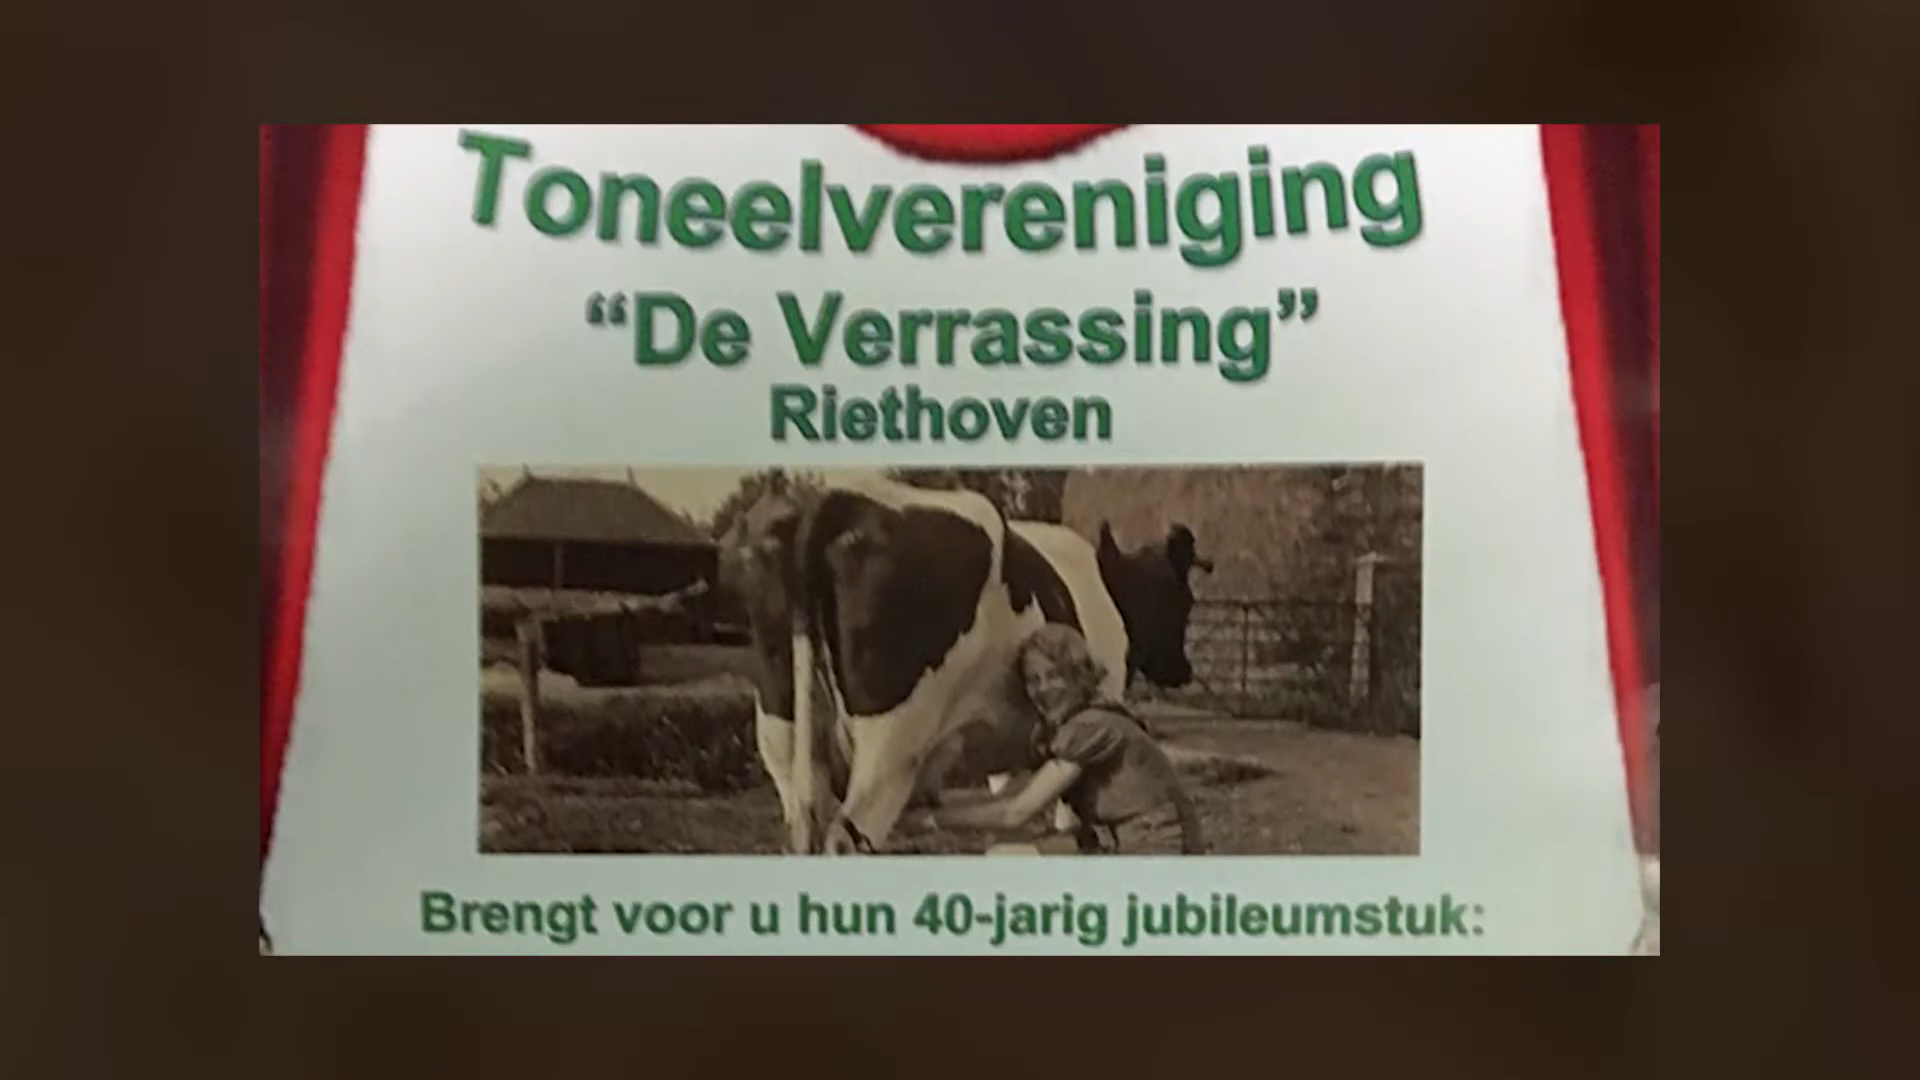 Toneelvereniging
“De Verrassing”
Riethoven
Brengt voor u hun 40-jarig jubileumstuk: